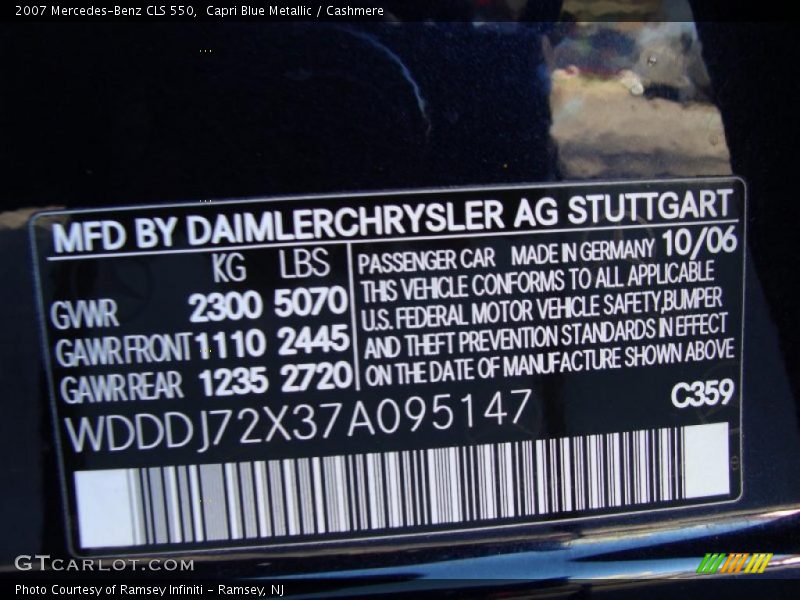 2007 Mercedes-Benz CLS 550,  Capri Blue Metallic / Cashmere
MFD BY DAIMLERCHRYSLER AG STUTTGART
KG LBS
GVWR 2300 5070
GAWR FRONT 1110 2445
GAWR REAR 1235 2720
PASSENGER CAR MADE IN GERMANY 10/06
THIS VEHICLE CONFORMS TO ALL APPLICABLE
U.S. FEDERAL MOTOR VEHICLE SAFETY,BUMPER
AND THEFT PREVENTION STANDARDS IN EFFECT
ON THE DATE OF MANUFACTURE SHOWN ABOVE
WDDDJ72X37A095147
C359
GTCARLOT.COM
Photo Courtesy of Ramsey Infiniti - Ramsey, NJ